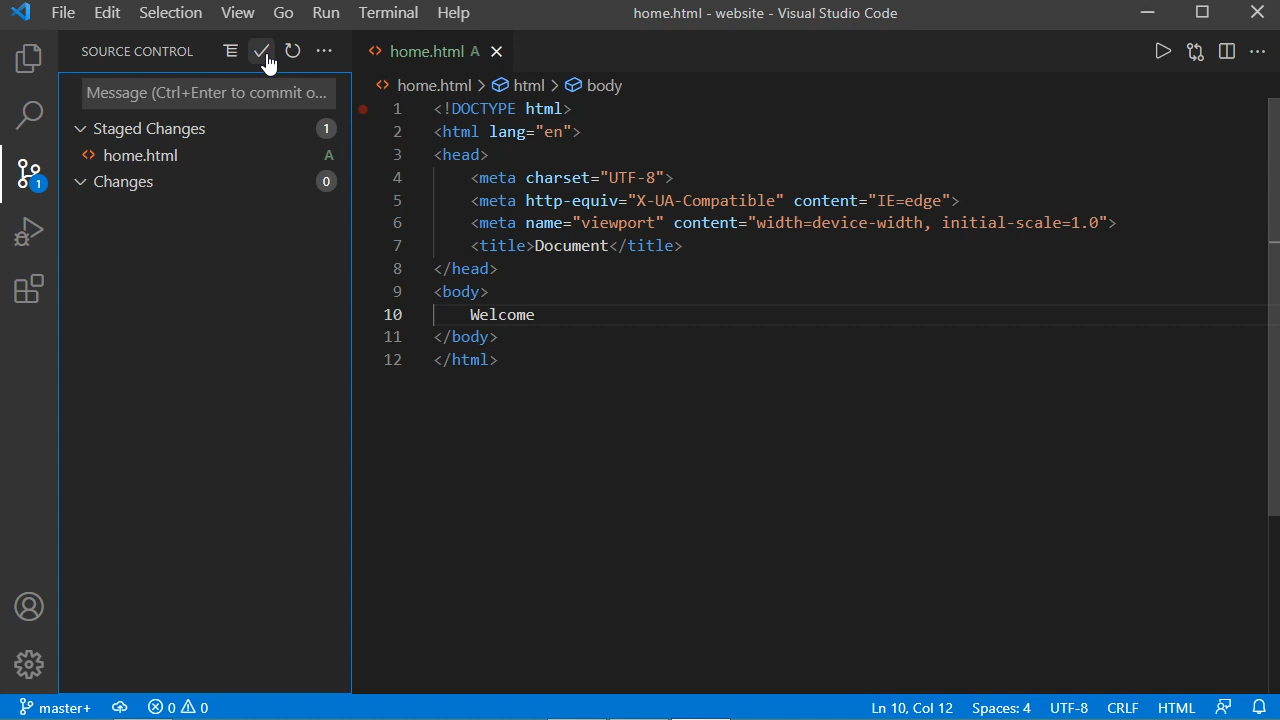 File Edit Selection View Go Run Terminal Help
home.html - website - Visual Studio Code
SOURCE CONTROL
Message (Ctrl+Enter to commit o...
Staged Changes 1
home.html A
Changes 0
1
home.html A
home.html > html > body
1 <!DOCTYPE html>
2 <html lang="en">
3 <head>
4 <meta charset="UTF-8">
5 <meta http-equiv="X-UA-Compatible" content="IE=edge">
6 <meta name="viewport" content="width=device-width, initial-scale=1.0">
7 <title>Document</title>
8 </head>
9 <body>
10 Welcome
11 </body>
12 </html>
master+ 0 0 Ln 10, Col 12 Spaces: 4 UTF-8 CRLF HTML